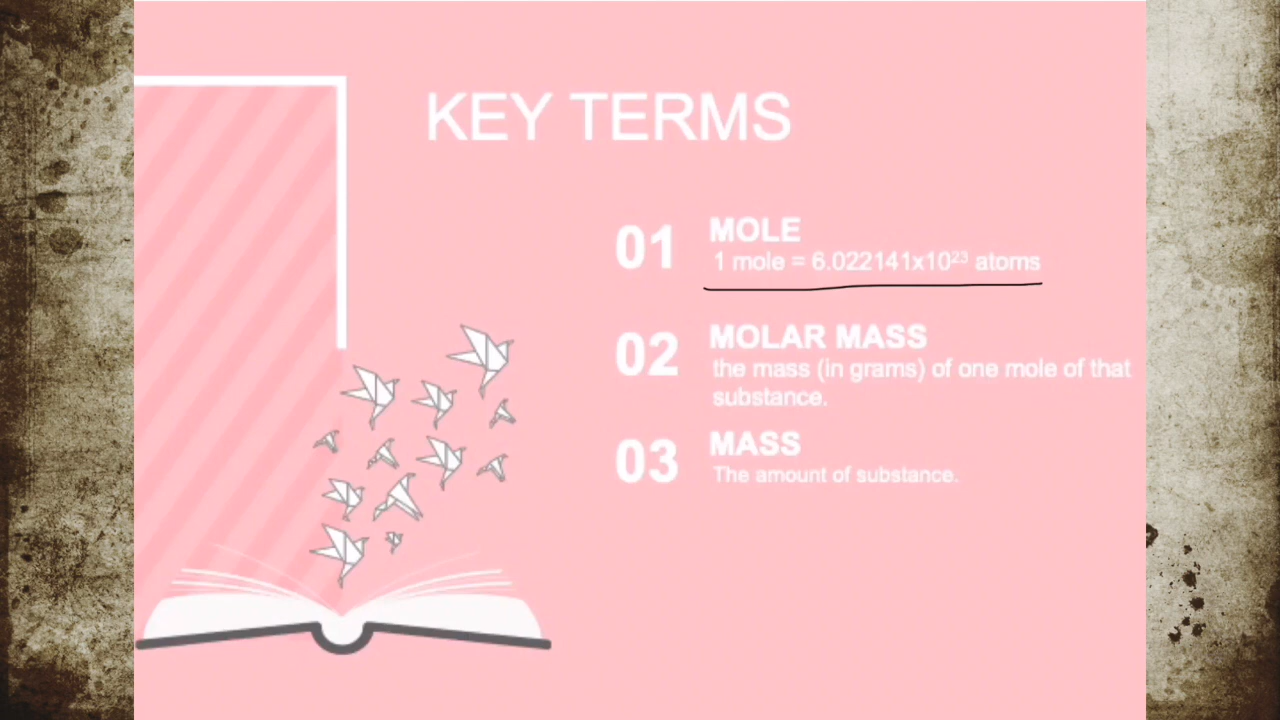 KEY TERMS
01
MOLE
1 mole = 6.022141x10²³ atoms
02
MOLAR MASS
the mass (in grams) of one mole of that
substance.
03
MASS
The amount of substance.